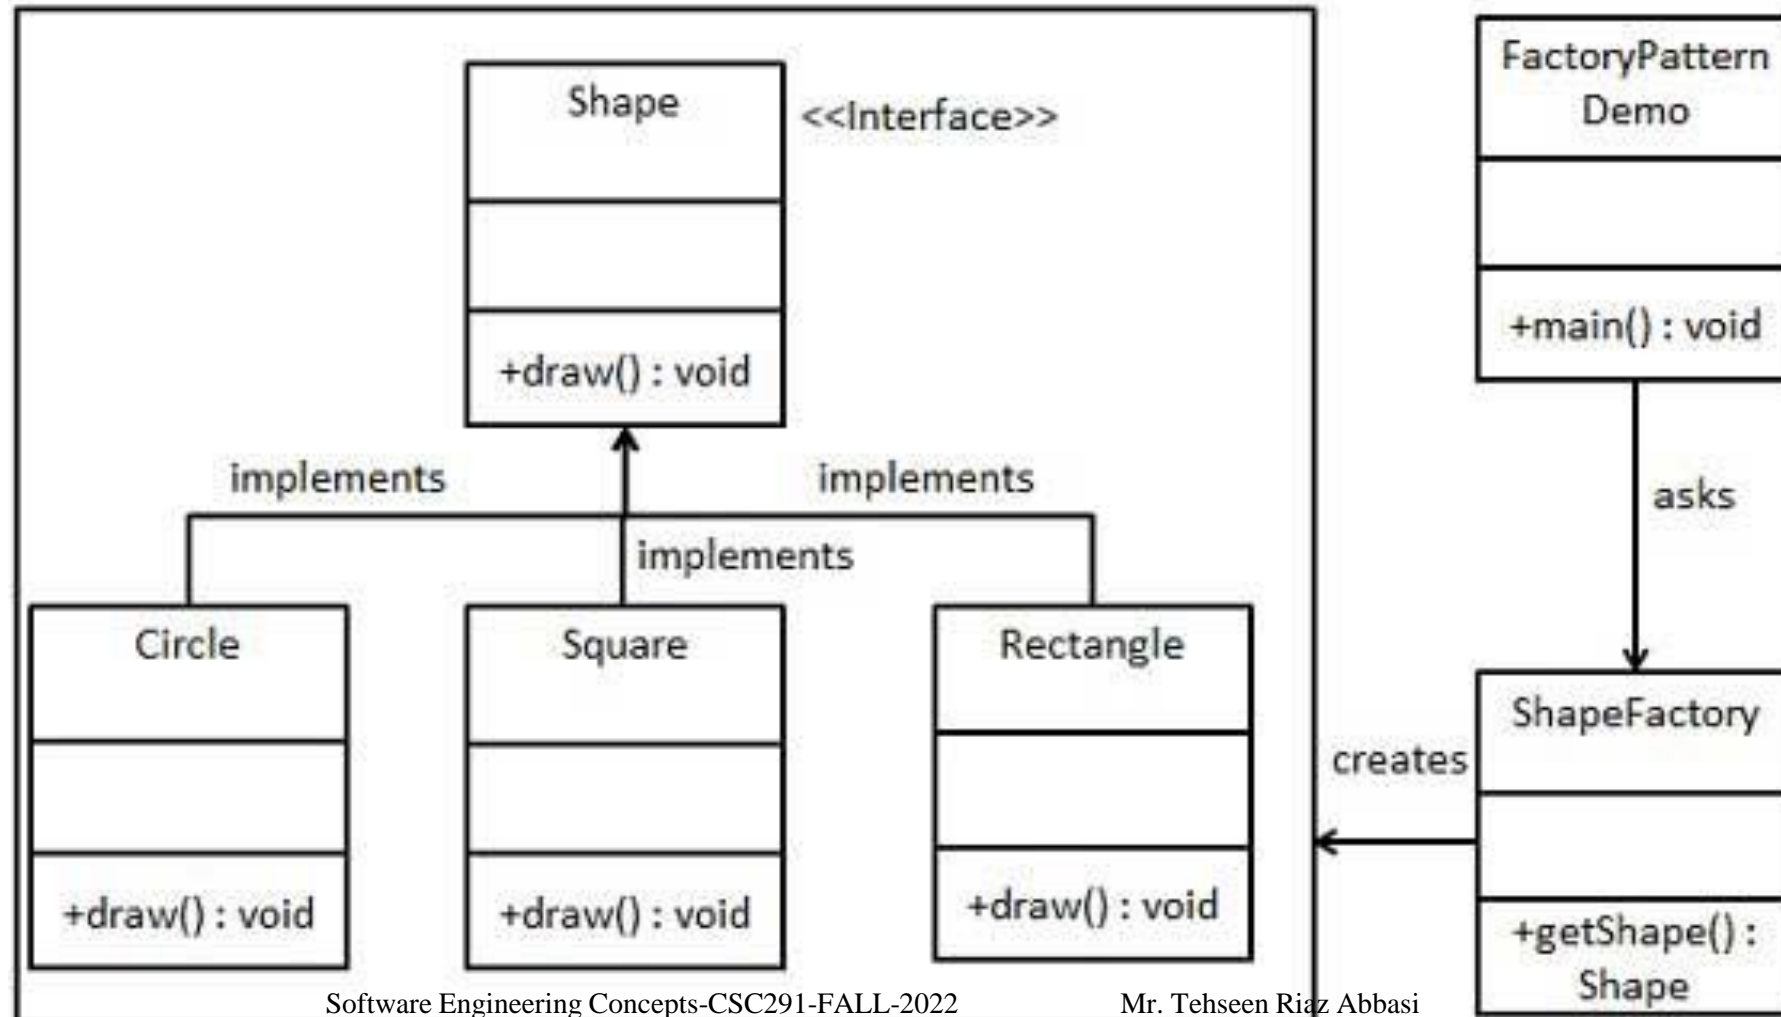 Shape
<<Interface>>
+draw() : void
implements
implements
implements
Circle
+draw() : void
Square
+draw() : void
Rectangle
+draw() : void
FactoryPattern
Demo
+main() : void
asks
ShapeFactory
creates
+getShape() :
Shape
Software Engineering Concepts-CSC291-FALL-2022
Mr. Tehseen Riaz Abbasi